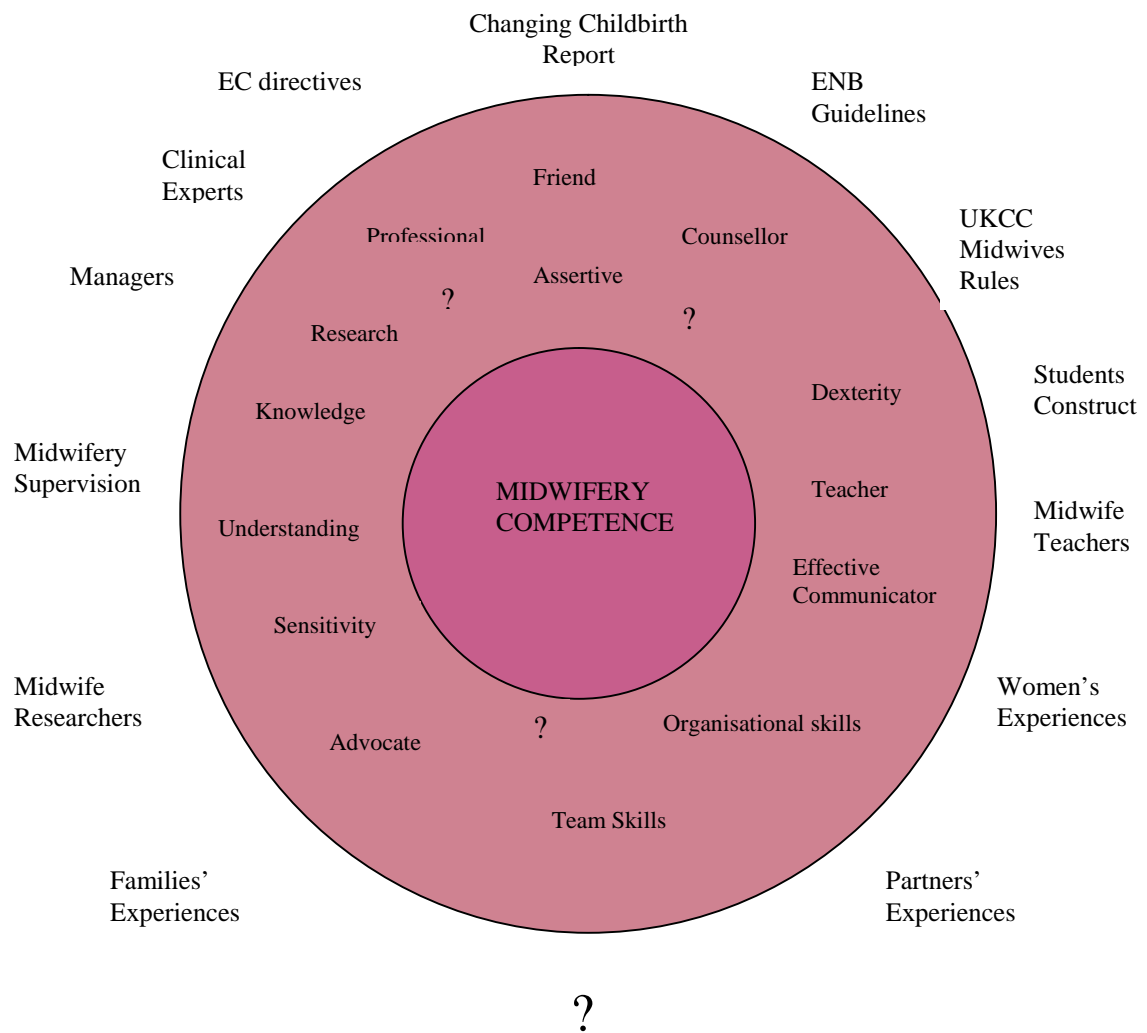 Changing Childbirth
Report
EC directives
ENB
Guidelines
Clinical
Experts
Friend
UKCC
Midwives
Rules
Professional
Counsellor
Managers
Assertive
?
?
Research
Students
Construct
Dexterity
Knowledge
Midwifery
Supervision
MIDWIFERY
COMPETENCE
Teacher
Midwife
Teachers
Understanding
Effective
Communicator
Sensitivity
Midwife
Researchers
Women’s
Experiences
?
Organisational skills
Advocate
Team Skills
Families’
Experiences
Partners’
Experiences
?